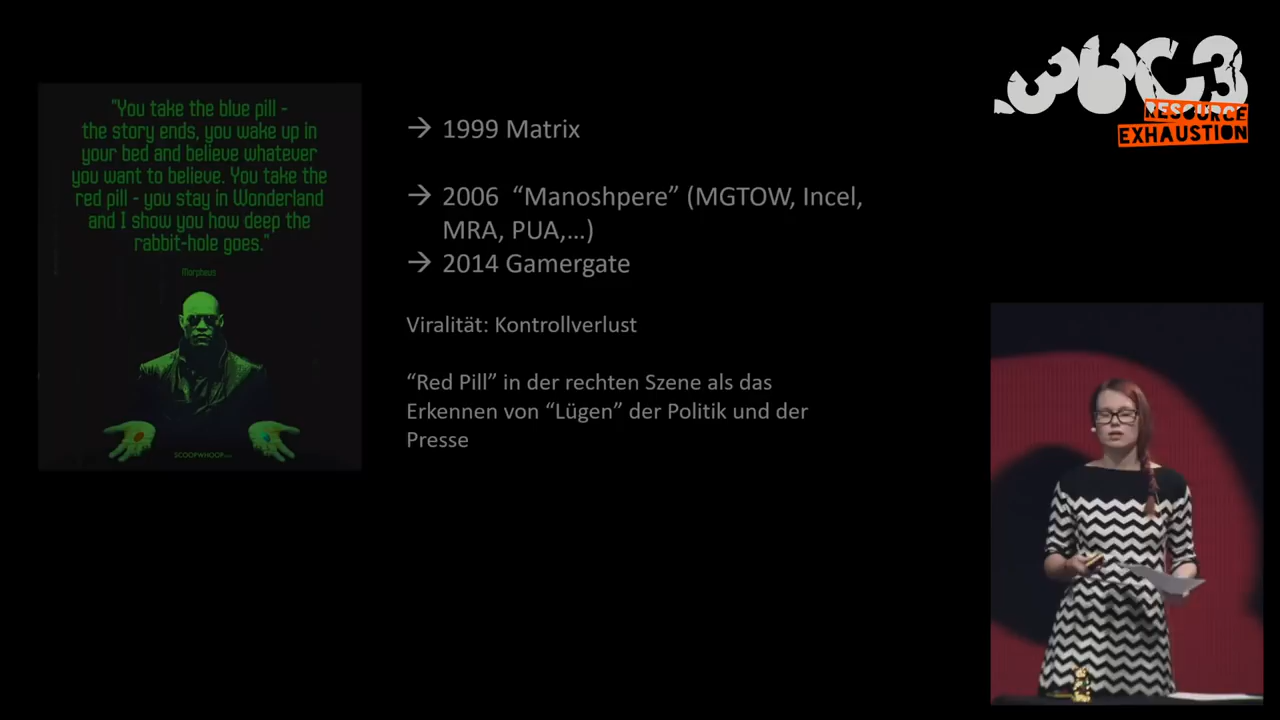 "You take the blue pill -
the story ends, you wake up in
your bed and believe whatever
you want to believe. You take the
red pill - you stay in Wonderland
and I show you how deep the
rabbit-hole goes."
Morpheus
SCOOPWHOOP
→ 1999 Matrix
→ 2006 “Manoshpere” (MGTOW, Incel,
MRA, PUA,...)
→ 2014 Gamergate
Viralität: Kontrollverlust
“Red Pill” in der rechten Szene als das
Erkennen von “Lügen” der Politik und der
Presse
36C3
RESOURCE
EXHAUSTION